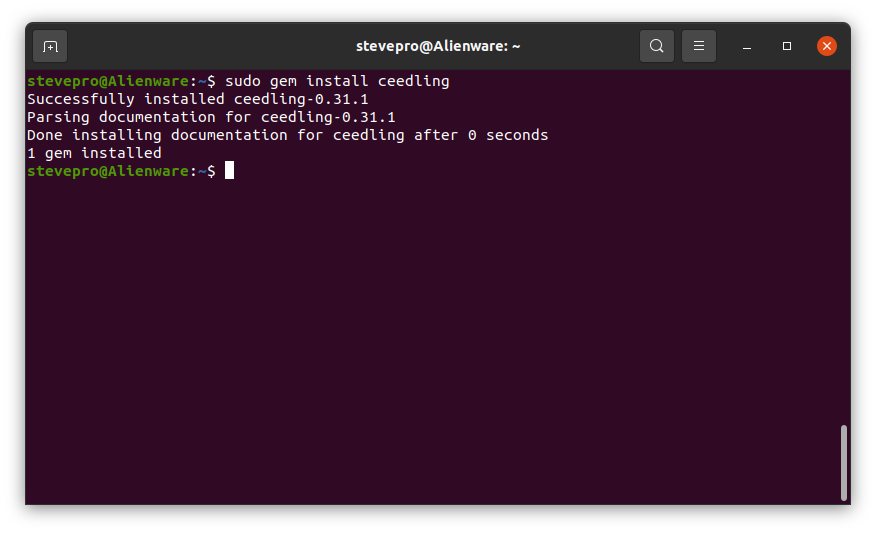 stevepro@Alienware: ~
stevepro@Alienware:~$ sudo gem install ceedling
Successfully installed ceedling-0.31.1
Parsing documentation for ceedling-0.31.1
Done installing documentation for ceedling after 0 seconds
1 gem installed
stevepro@Alienware:~$